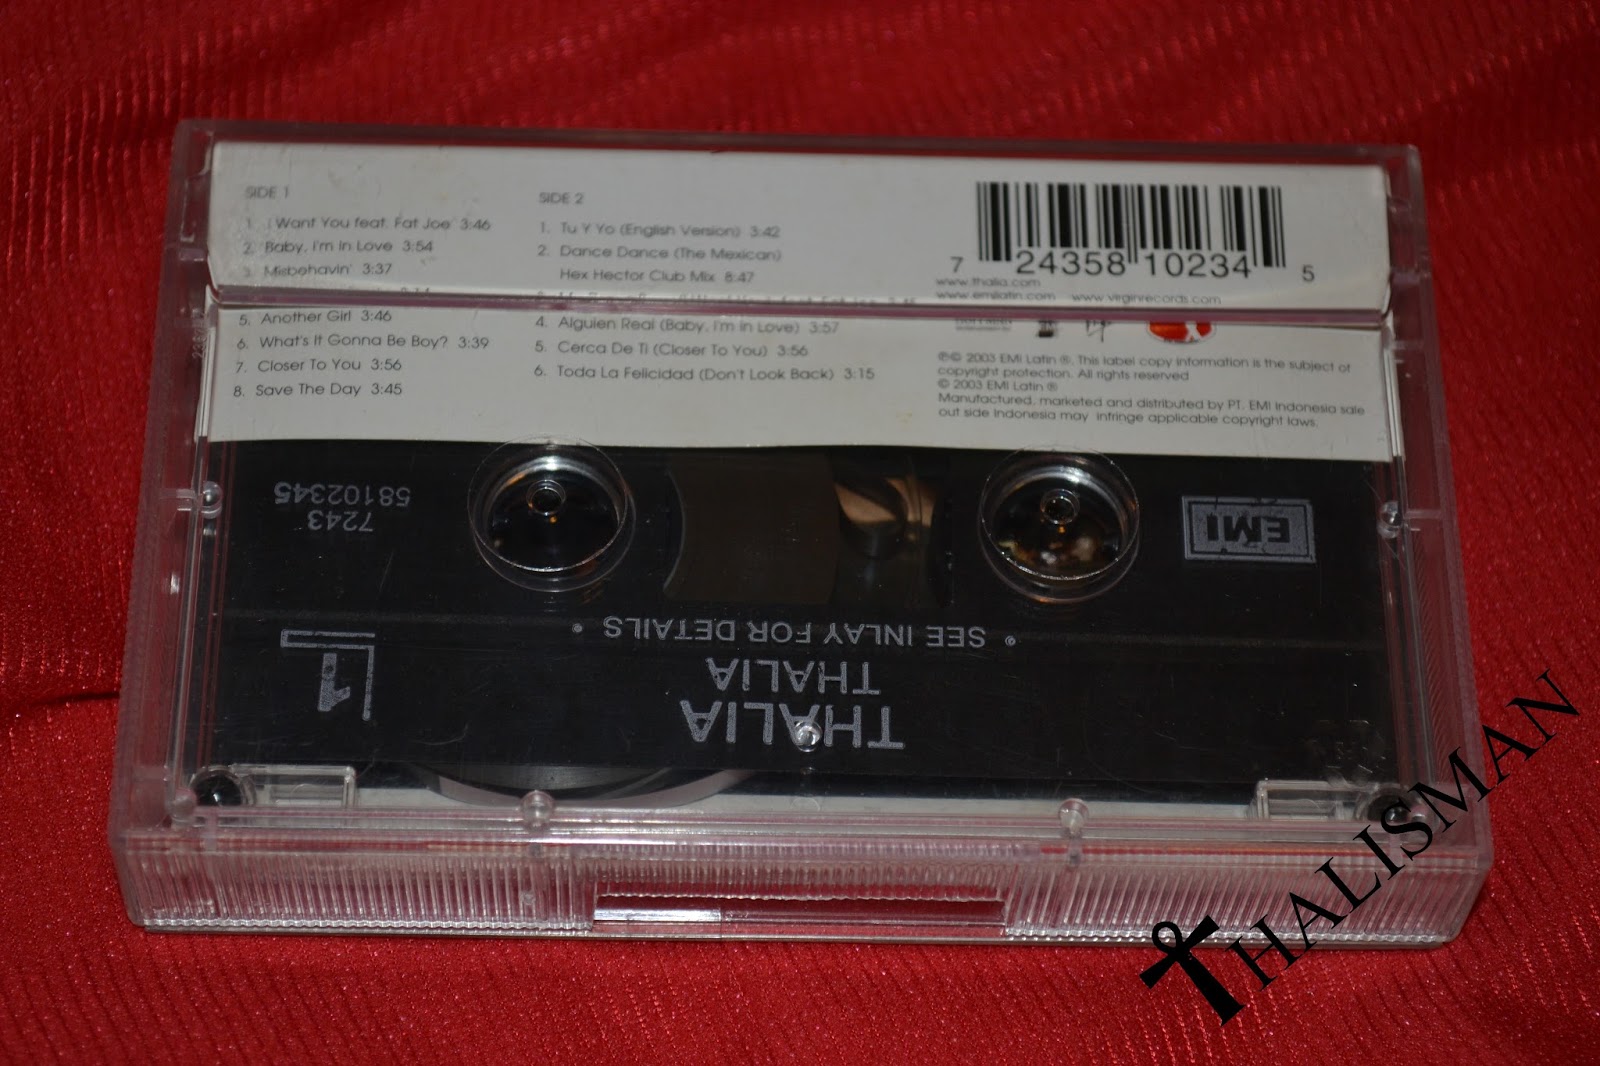 SIDE 1
1. I Want You feat. Fat Joe 3:46
2. Baby, I'm In Love 3:54
3. Misbehavin' 3:37
5. Another Girl 3:46
6. What's It Gonna Be Boy? 3:39
7. Closer To You 3:56
8. Save The Day 3:45
SIDE 2
1. Tu Y Yo (English Version) 3:42
2. Dance Dance (The Mexican)
Hex Hector Club Mix 8:47
4. Alguien Real (Baby, I'm in Love) 3:57
5. Cerca De Ti (Closer To You) 3:56
6. Toda La Felicidad (Don't Look Back) 3:15
7 24358 10234 5
www.thalia.com
www.emilatin.com www.virginrecords.com
℗© 2003 EMI Latin ®. This label copy information is the subject of
copyright protection. All rights reserved
© 2003 EMI Latin ®
Manufactured, marketed and distributed by PT. EMI Indonesia sale
out side Indonesia may infringe applicable copyright laws.
EMI
7243
58102345
• SEE INLAY FOR DETAILS •
THALIA
THALIA
1
THALISMAN